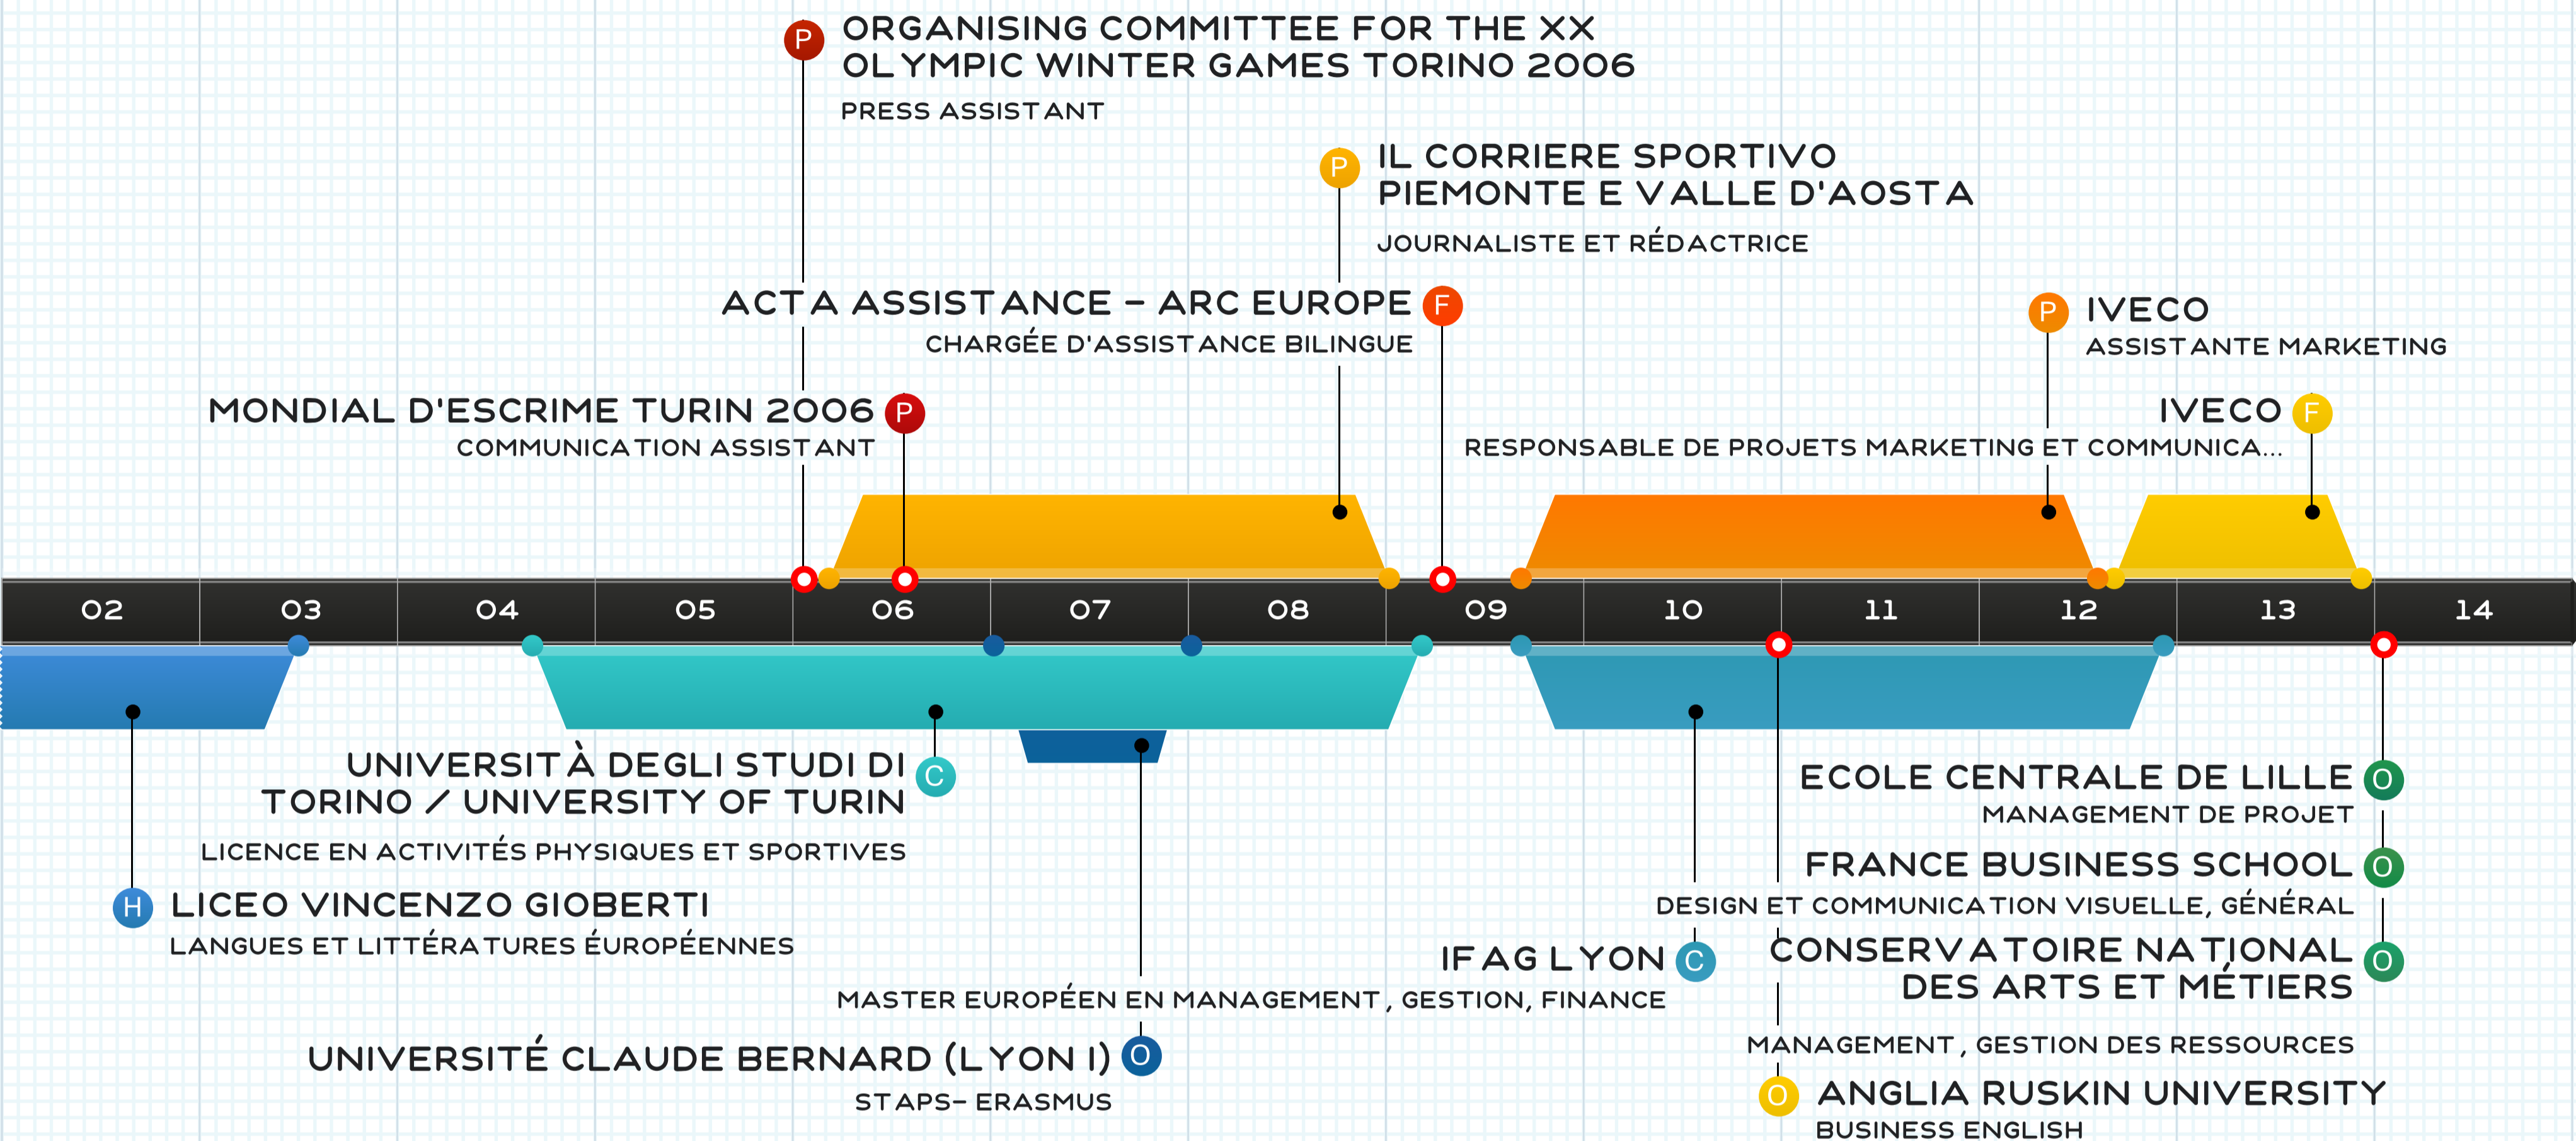 P
ORGANISING COMMITTEE FOR THE XX
OLYMPIC WINTER GAMES TORINO 2006
PRESS ASSISTANT
P
IL CORRIERE SPORTIVO
PIEMONTE E VALLE D'AOSTA
JOURNALISTE ET RÉDACTRICE
ACTA ASSISTANCE - ARC EUROPE
F
CHARGÉE D'ASSISTANCE BILINGUE
P
IVECO
ASSISTANTE MARKETING
MONDIAL D'ESCRIME TURIN 2006
P
COMMUNICATION ASSISTANT
IVECO
F
RESPONSABLE DE PROJETS MARKETING ET COMMUNICA...
02 03 04 05 06 07 08 09 10 11 12 13 14
UNIVERSITÀ DEGLI STUDI DI
TORINO / UNIVERSITY OF TURIN
C
LICENCE EN ACTIVITÉS PHYSIQUES ET SPORTIVES
H
LICEO VINCENZO GIOBERTI
LANGUES ET LITTÉRATURES ÉUROPÉENNES
ECOLE CENTRALE DE LILLE
O
MANAGEMENT DE PROJET
FRANCE BUSINESS SCHOOL
O
DESIGN ET COMMUNICATION VISUELLE, GÉNÉRAL
IFAG LYON
C
MASTER EUROPÉEN EN MANAGEMENT, GESTION, FINANCE
CONSERVATOIRE NATIONAL
DES ARTS ET MÉTIERS
O
MANAGEMENT, GESTION DES RESSOURCES
UNIVERSITÉ CLAUDE BERNARD (LYON I)
O
STAPS- ERASMUS
O
ANGLIA RUSKIN UNIVERSITY
BUSINESS ENGLISH